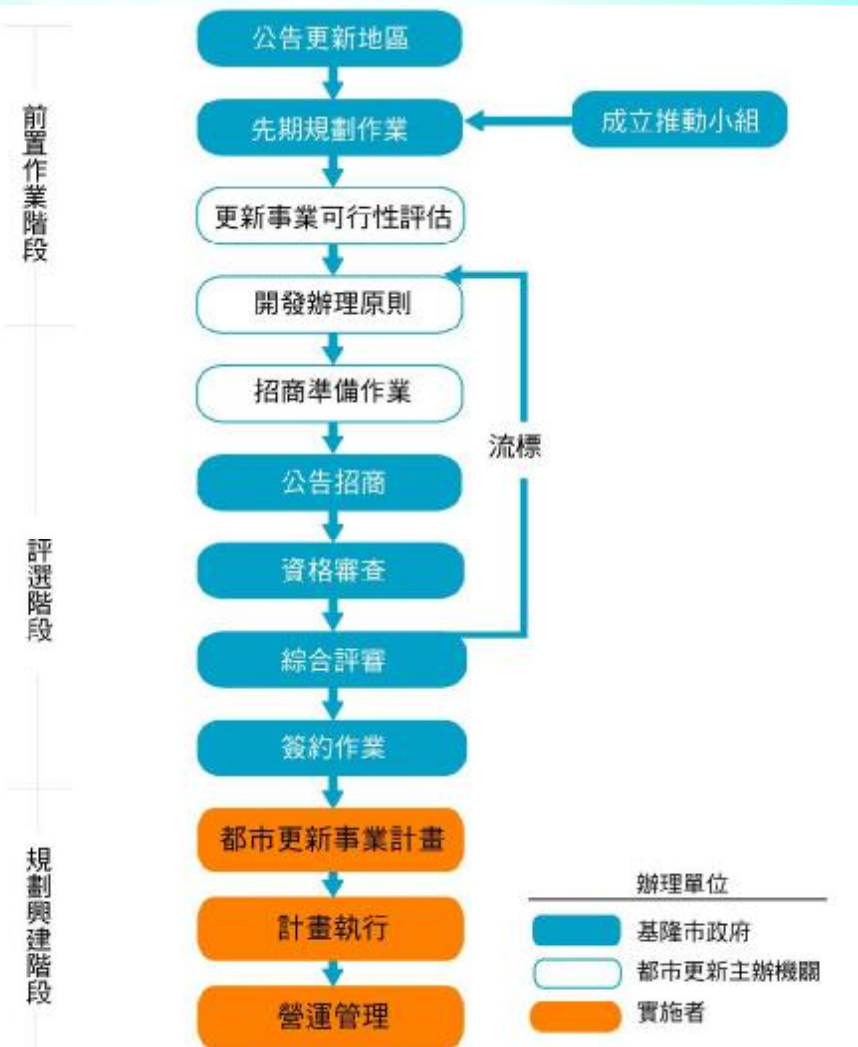 公告更新地區
先期規劃作業
成立推動小組
更新事業可行性評估
開發辦理原則
招商準備作業
公告招商
資格審查
綜合評審
簽約作業
都市更新事業計畫
計畫執行
營運管理
流標
前置作業階段
評選階段
規劃興建階段
辦理單位
基隆市政府
都市更新主辦機關
實施者